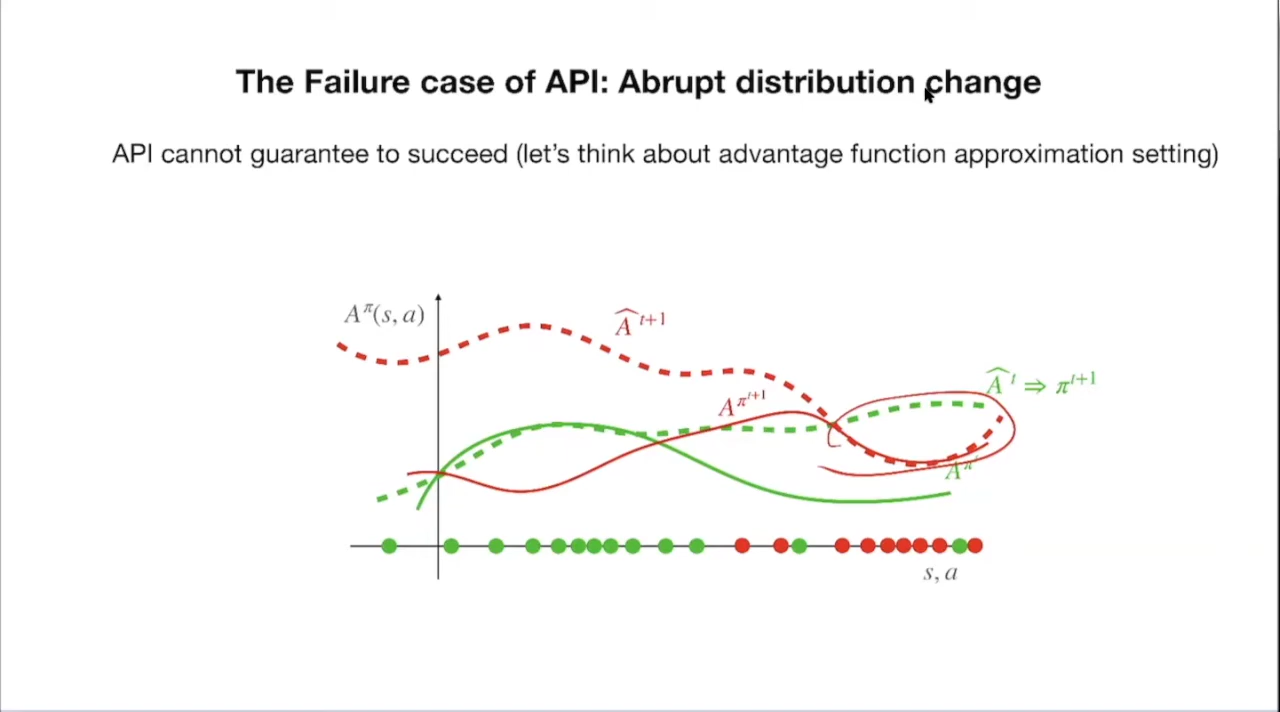 The Failure case of API: Abrupt distribution change
API cannot guarantee to succeed (let's think about advantage function approximation setting)
A^π(s, a)
Â^{t+1}
A^{π^{t+1}}
Â^t ⇒ π^{t+1}
A^{π^t}
s, a